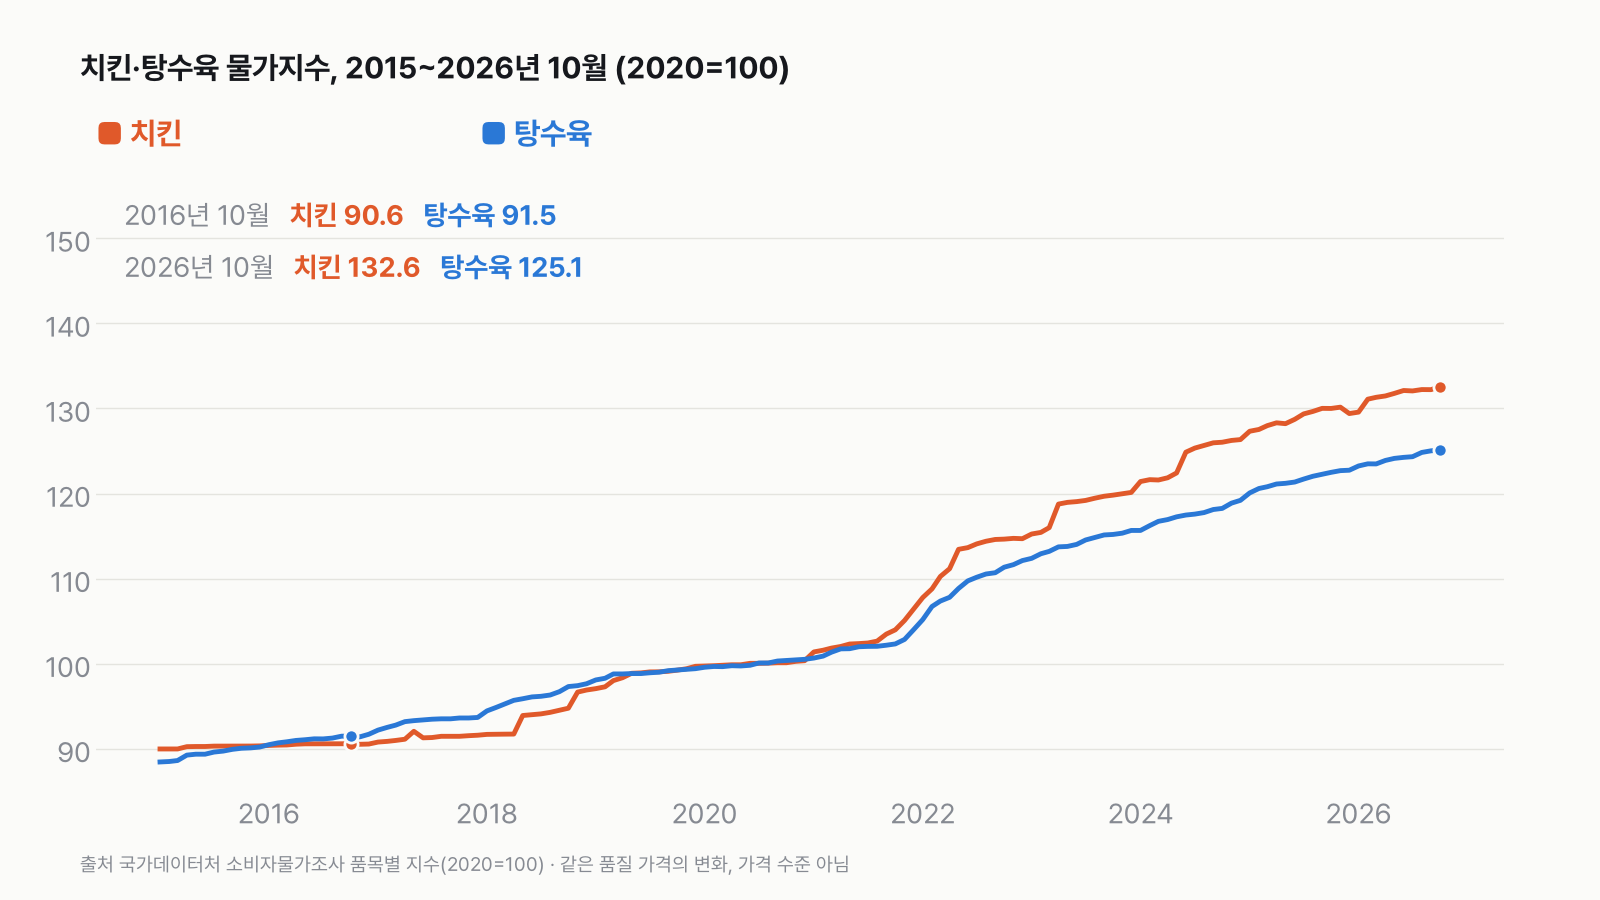 치킨·탕수육 물가지수, 2015~2026년 10월 (2020=100)
치킨 탕수육
2016년 10월 치킨 90.6 탕수육 91.5
150
2026년 10월 치킨 132.6 탕수육 125.1
140
130
120
110
100
90
2016 2018 2020 2022 2024 2026
출처 국가데이터처 소비자물가조사 품목별 지수(2020=100) · 같은 품질 가격의 변화, 가격 수준 아님